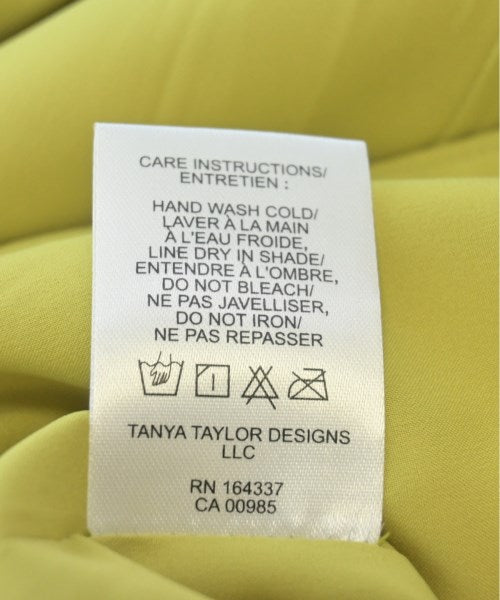 CARE INSTRUCTIONS/
ENTRETIEN :
HAND WASH COLD/
LAVER À LA MAIN
À L'EAU FROIDE,
LINE DRY IN SHADE/
ENTENDRE À L'OMBRE,
DO NOT BLEACH/
NE PAS JAVELLISER,
DO NOT IRON/
NE PAS REPASSER
TANYA TAYLOR DESIGNS
LLC
RN 164337
CA 00985